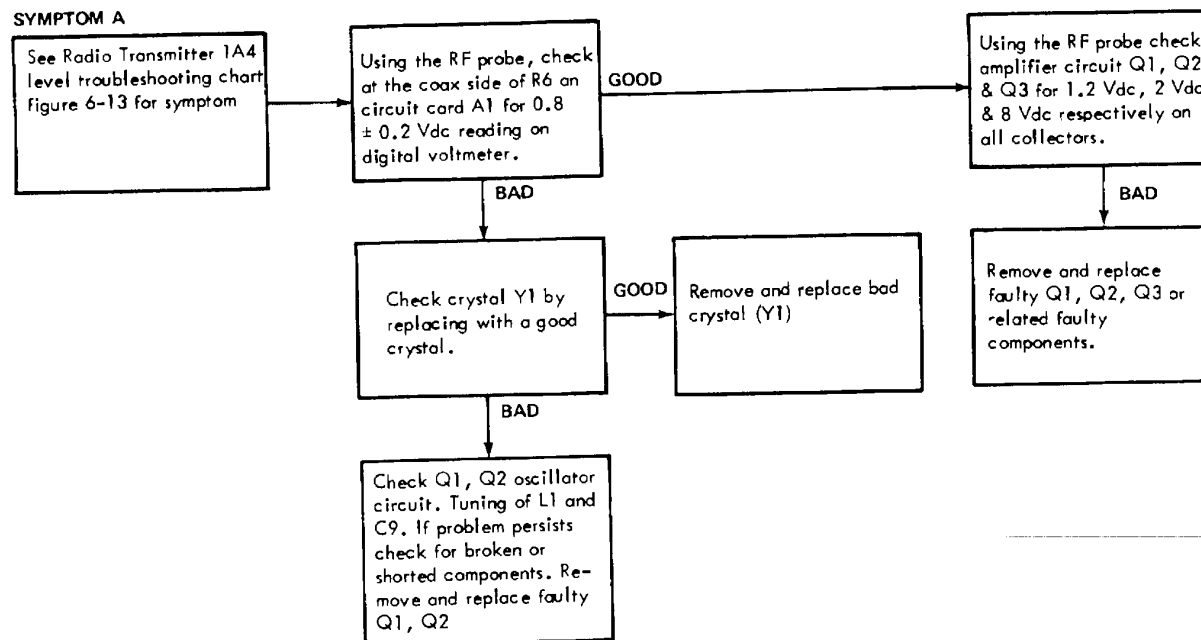 SYMPTOM A
See Radio Transmitter 1A4
level troubleshooting chart
Figure 6-13 for symptom
Using the RF probe, check
at the coax side of R6 an
circuit card A1 for 0.8
± 0.2 Vdc reading on
digital voltmeter.
GOOD
Using the RF probe check
amplifier circuit Q1, Q2
& Q3 for 1.2 Vdc, 2 Vdc
& 8 Vdc respectively on
all collectors.
BAD
BAD
Check crystal Y1 by
replacing with a good
crystal.
GOOD
Remove and replace bad
crystal (Y1)
Remove and replace
faulty Q1, Q2, Q3 or
related faulty
components.
BAD
Check Q1, Q2 oscillator
circuit. Tuning of L1 and
C9. If problem persists
check for broken or
shorted components. Re-
move and replace faulty
Q1, Q2